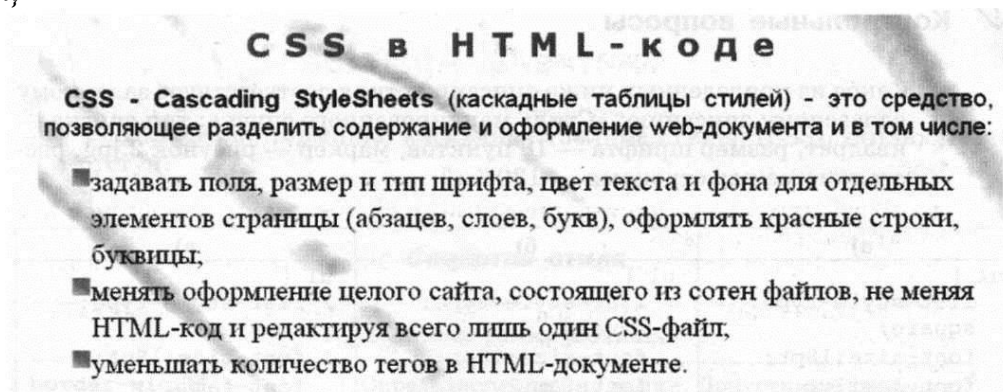 CSS в HTML-коде
CSS - Cascading StyleSheets (каскадные таблицы стилей) - это средство,
позволяющее разделить содержание и оформление web-документа и в том числе:
задавать поля, размер и тип шрифта, цвет текста и фона для отдельных
элементов страницы (абзацев, слоев, букв), оформлять красные строки,
буквицы;
менять оформление целого сайта, состоящего из сотен файлов, не меняя
HTML-код и редактируя всего лишь один CSS-файл;
уменьшать количество тегов в HTML-документе.